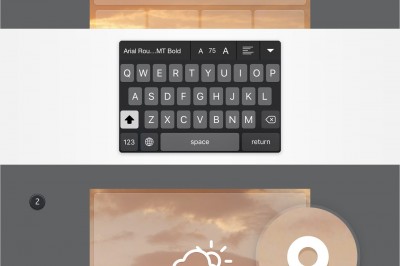 Arial Rou...MT Bold A 75 A
Q W E R T Y U I O P
A S D F G H J K L
Z X C V B N M
123 space return
2